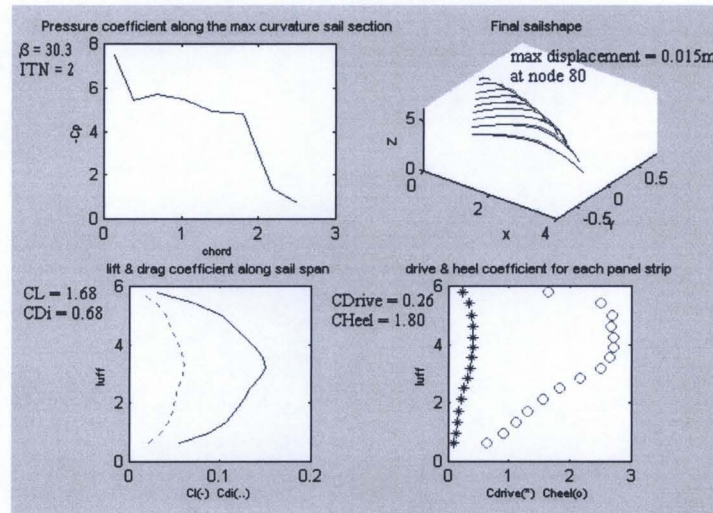 Pressure coefficient along the max curvature sail section
β = 30.3
ITN = 2
8
6
4
2
0
-Cp
0 1 2 3
chord
Final sailshape
max displacement = 0.015m
at node 80
5
0
Z
0
2
4
X
-0.5
0
0.5
Y
lift & drag coefficient along sail span
CL = 1.68
CDi = 0.68
6
4
2
0
luff
0 0.1 0.2
Cl(-) Cdi(..)
drive & heel coefficient for each panel strip
CDrive = 0.26
CHeel = 1.80
6
4
2
0
luff
0 1 2 3
Cdrive(*) Cheel(o)